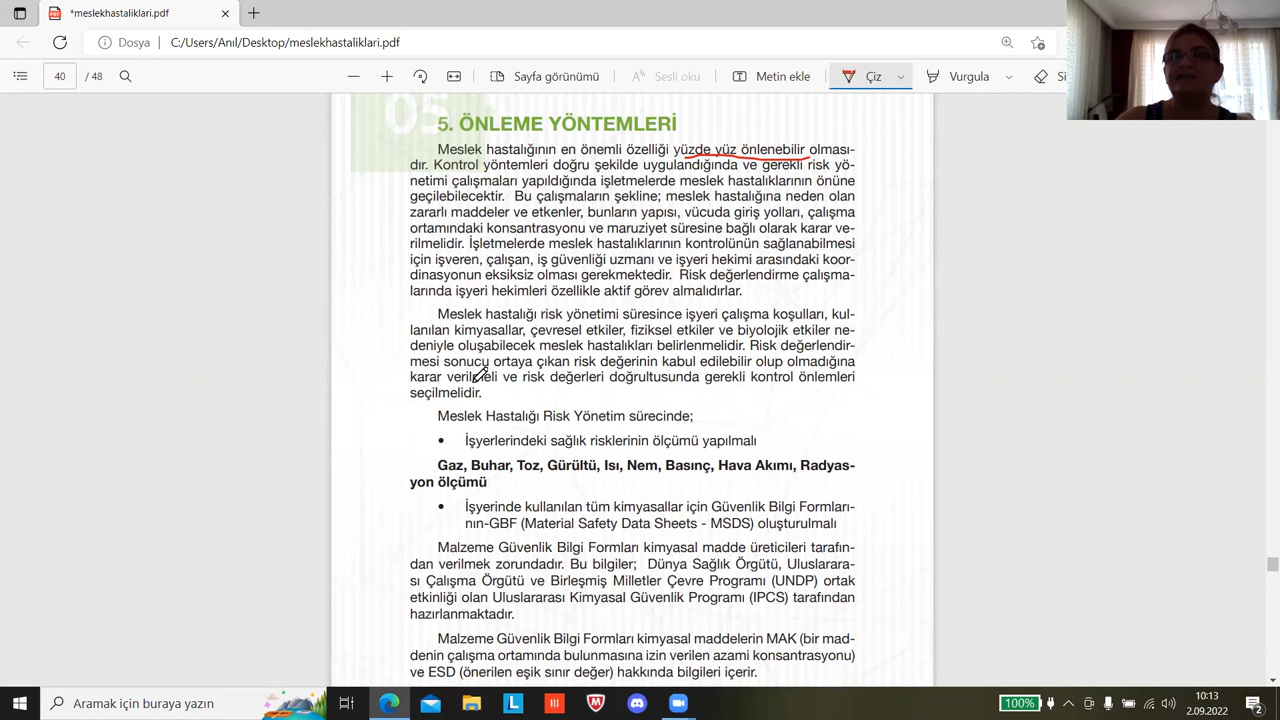 *meslekhastaliklari.pdf
Dosya
C:/Users/Anıl/Desktop/meslekhastaliklari.pdf
40 / 48
Sayfa görünümü
Sesli oku
Metin ekle
Çiz
Vurgula
05
5. ÖNLEME YÖNTEMLERİ
Meslek hastalığının en önemli özelliği yüzde yüz önlenebilir olması-
dır. Kontrol yöntemleri doğru şekilde uygulandığında ve gerekli risk yö-
netimi çalışmaları yapıldığında işletmelerde meslek hastalıklarının önüne
geçilebilecektir. Bu çalışmaların şekline; meslek hastalığına neden olan
zararlı maddeler ve etkenler, bunların yapısı, vücuda giriş yolları, çalışma
ortamındaki konsantrasyonu ve maruziyet süresine bağlı olarak karar ve-
rilmelidir. İşletmelerde meslek hastalıklarının kontrolünün sağlanabilmesi
için işveren, çalışan, iş güvenliği uzmanı ve işyeri hekimi arasındaki koor-
dinasyonun eksiksiz olması gerekmektedir. Risk değerlendirme çalışma-
larında işyeri hekimleri özellikle aktif görev almalıdırlar.
Meslek hastalığı risk yönetimi süresince işyeri çalışma koşulları, kul-
lanılan kimyasallar, çevresel etkiler, fiziksel etkiler ve biyolojik etkiler ne-
deniyle oluşabilecek meslek hastalıkları belirlenmelidir. Risk değerlendir-
mesi sonucu ortaya çıkan risk değerinin kabul edilebilir olup olmadığına
karar verilmeli ve risk değerleri doğrultusunda gerekli kontrol önlemleri
seçilmelidir.
Meslek Hastalığı Risk Yönetim sürecinde;
• İşyerlerindeki sağlık risklerinin ölçümü yapılmalı
Gaz, Buhar, Toz, Gürültü, Isı, Nem, Basınç, Hava Akımı, Radyas-
yon ölçümü
• İşyerinde kullanılan tüm kimyasallar için Güvenlik Bilgi Formları-
nın-GBF (Material Safety Data Sheets - MSDS) oluşturulmalı
Malzeme Güvenlik Bilgi Formları kimyasal madde üreticileri tarafın-
dan verilmek zorundadır. Bu bilgiler; Dünya Sağlık Örgütü, Uluslarara-
sı Çalışma Örgütü ve Birleşmiş Milletler Çevre Programı (UNDP) ortak
etkinliği olan Uluslararası Kimyasal Güvenlik Programı (IPCS) tarafından
hazırlanmaktadır.
Malzeme Güvenlik Bilgi Formları kimyasal maddelerin MAK (bir mad-
denin çalışma ortamında bulunmasına izin verilen azami konsantrasyonu)
ve ESD (önerilen eşik sınır değer) hakkında bilgileri içerir.
Aramak için buraya yazın
100%
10:13
2.09.2022
2